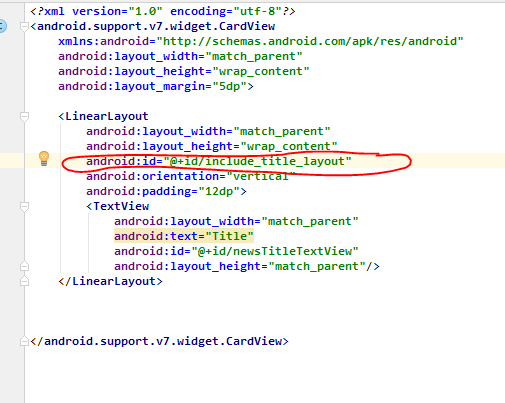 <?xml version="1.0" encoding="utf-8"?>
<android.support.v7.widget.CardView
xmlns:android="http://schemas.android.com/apk/res/android"
android:layout_width="match_parent"
android:layout_height="wrap_content"
android:layout_margin="5dp">
<LinearLayout
android:layout_width="match_parent"
android:layout_height="wrap_content"
android:id="@+id/include_title_layout"
android:orientation="vertical"
android:padding="12dp">
<TextView
android:layout_width="match_parent"
android:text="Title"
android:id="@+id/newsTitleTextView"
android:layout_height="match_parent"/>
</LinearLayout>
</android.support.v7.widget.CardView>